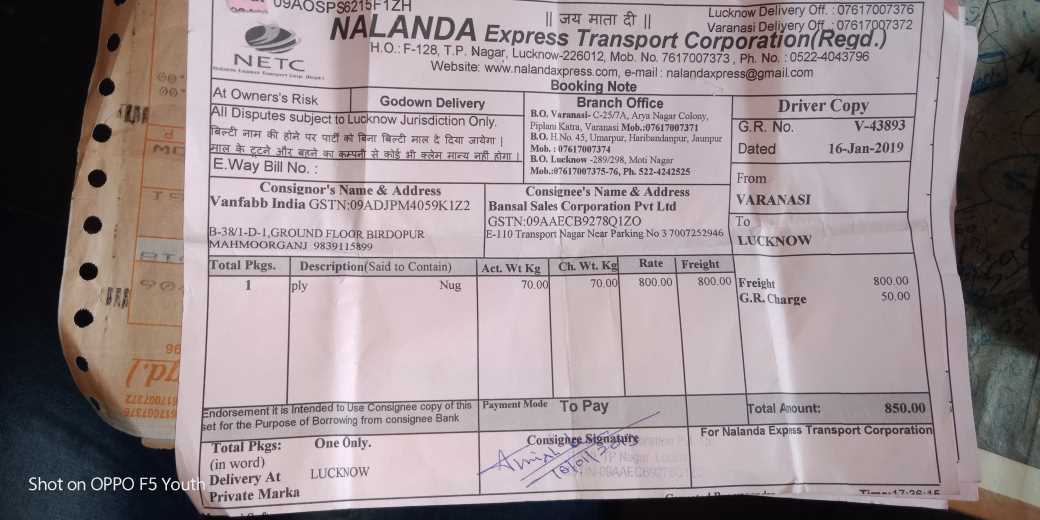 09AOSPS6215F1ZH
|| जय माता दी ||
Lucknow Delivery Off. : 07617007376
Varanasi Delivery Off. : 07617007372
NETC
NALANDA Express Transport Corporation(Regd.)
H.O.: F-128, T.P. Nagar, Lucknow-226012, Mob. No. 7617007373 , Ph. No. : 0522-4043796
Website: www.nalandaxpress.com, e-mail : nalandaxpress@gmail.com
Booking Note
At Owners's Risk
Godown Delivery
All Disputes subject to Lucknow Jurisdiction Only.
बिल्टी नाम की होने पर पार्टी को बिना बिल्टी माल दे दिया जायेगा |
माल के टूटने और बहने का कम्पनी से कोई भी क्लेम मान्य नही होगा |
E.Way Bill No. :
Branch Office
B.O. Varanasi- C-25/7A, Arya Nagar Colony,
Piplani Katra, Varanasi Mob.:07617007371
B.O. H.No. 45, Umarpur, Haribandanpur, Jaunpur
Mob. : 07617007374
B.O. Lucknow -289/298, Moti Nagar
Mob.:07617007375-76, Ph. 522-4242525
Driver Copy
G.R. No. V-43893
Dated 16-Jan-2019
From
VARANASI
To
LUCKNOW
Consignor's Name & Address
Vanfabb India GSTN:09ADJPM4059K1Z2
B-38/1-D-1,GROUND FLOOR BIRDOPUR
MAHMOORGANJ 9839115899
Consignee's Name & Address
Bansal Sales Corporation Pvt Ltd
GSTN:09AAECB9278Q1ZO
E-110 Transport Nagar Near Parking No 3 7007252946
Total Pkgs. Description(Said to Contain) Act. Wt Kg Ch. Wt. Kg Rate Freight
1 ply Nug 70.00 70.00 800.00 800.00
Freight 800.00
G.R. Charge 50.00
Endorsement it is Intended to Use Consignee copy of this
set for the Purpose of Borrowing from consignee Bank
Payment Mode To Pay
Total Amount: 850.00
Total Pkgs: One Only.
(in word)
Delivery At LUCKNOW
Private Marka
Consignee Signature
For Nalanda Express Transport Corporation
Time:17:26:15
Shot on OPPO F5 Youth